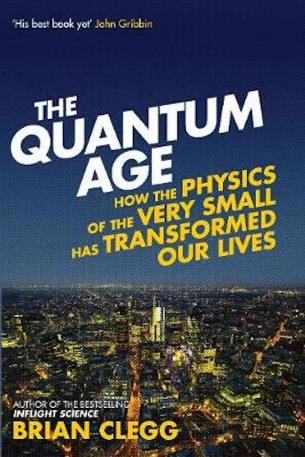 ‘His best book yet’ John Gribbin
THE
QUANTUM
AGE
HOW THE PHYSICS
OF THE VERY SMALL
HAS TRANSFORMED
OUR LIVES
AUTHOR OF THE BESTSELLING
INFLIGHT SCIENCE
BRIAN CLEGG